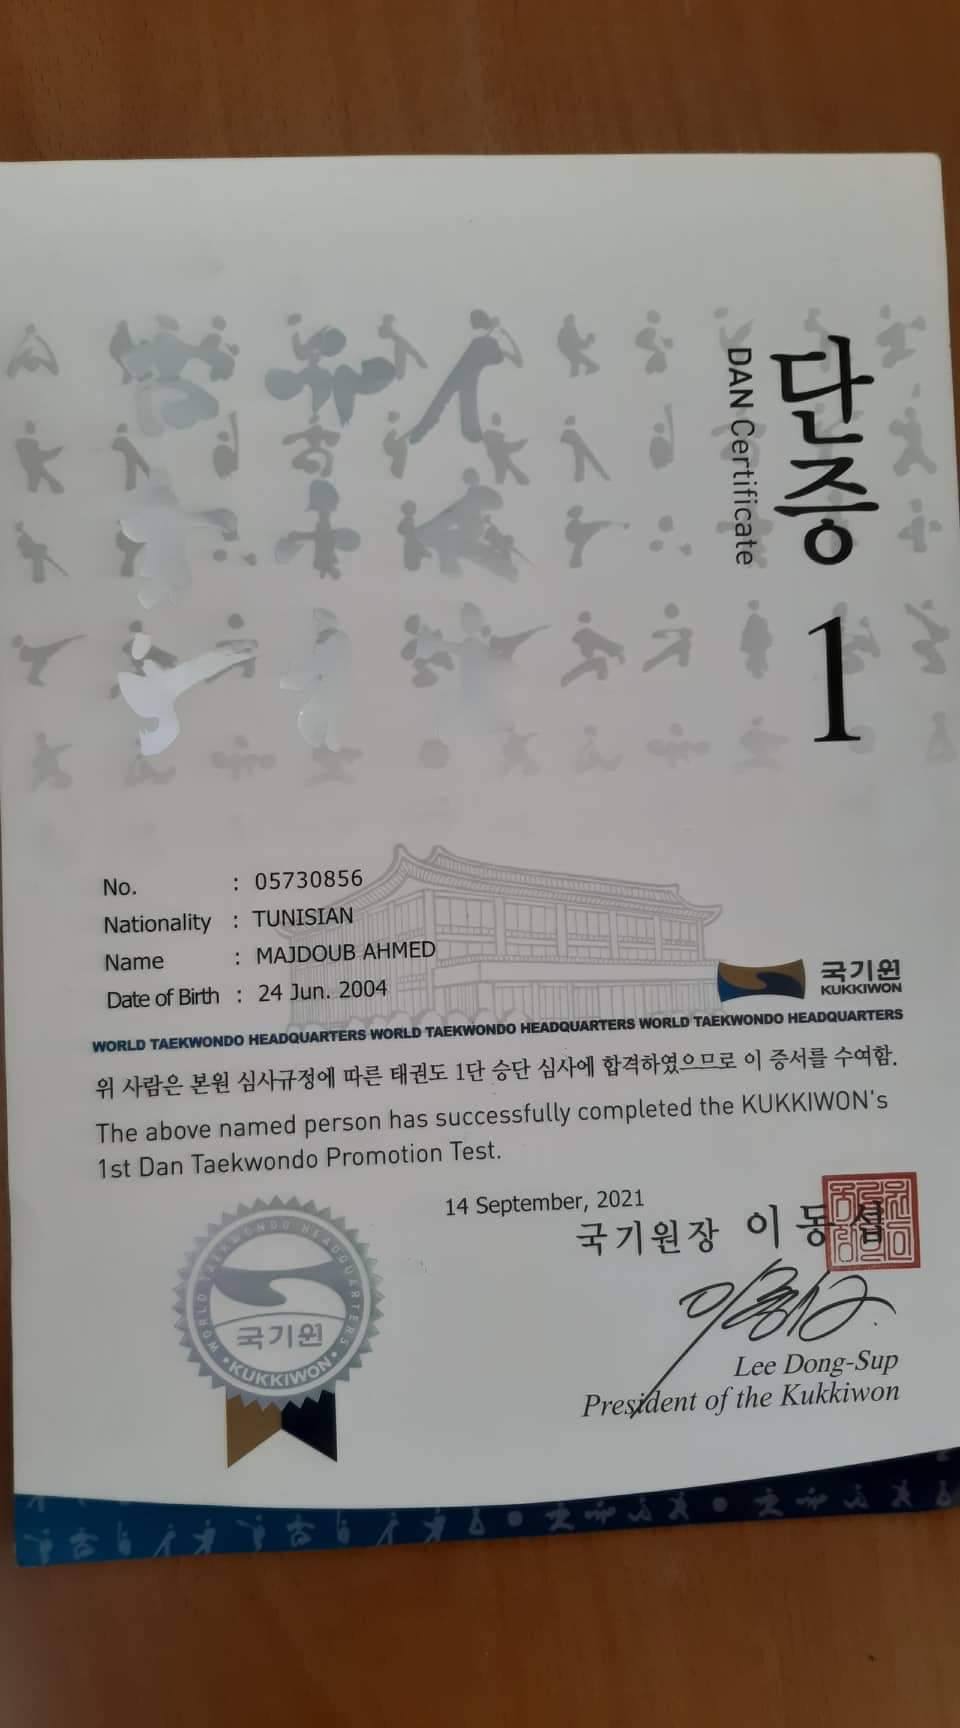 단증 1
DAN Certificate
No. : 05730856
Nationality : TUNISIAN
Name : MAJDOUB AHMED
Date of Birth : 24 Jun. 2004
국기원
KUKKIWON
WORLD TAEKWONDO HEADQUARTERS WORLD TAEKWONDO HEADQUARTERS WORLD TAEKWONDO HEADQUARTERS
위 사람은 본원 심사규정에 따른 태권도 1단 승단 심사에 합격하였으므로 이 증서를 수여함.
The above named person has successfully completed the KUKKIWON's
1st Dan Taekwondo Promotion Test.
14 September, 2021
국기원장 이동섭
Lee Dong-Sup
President of the Kukkiwon
WORLD TAEKWONDO HEADQUARTERS
국기원
KUKKIWON